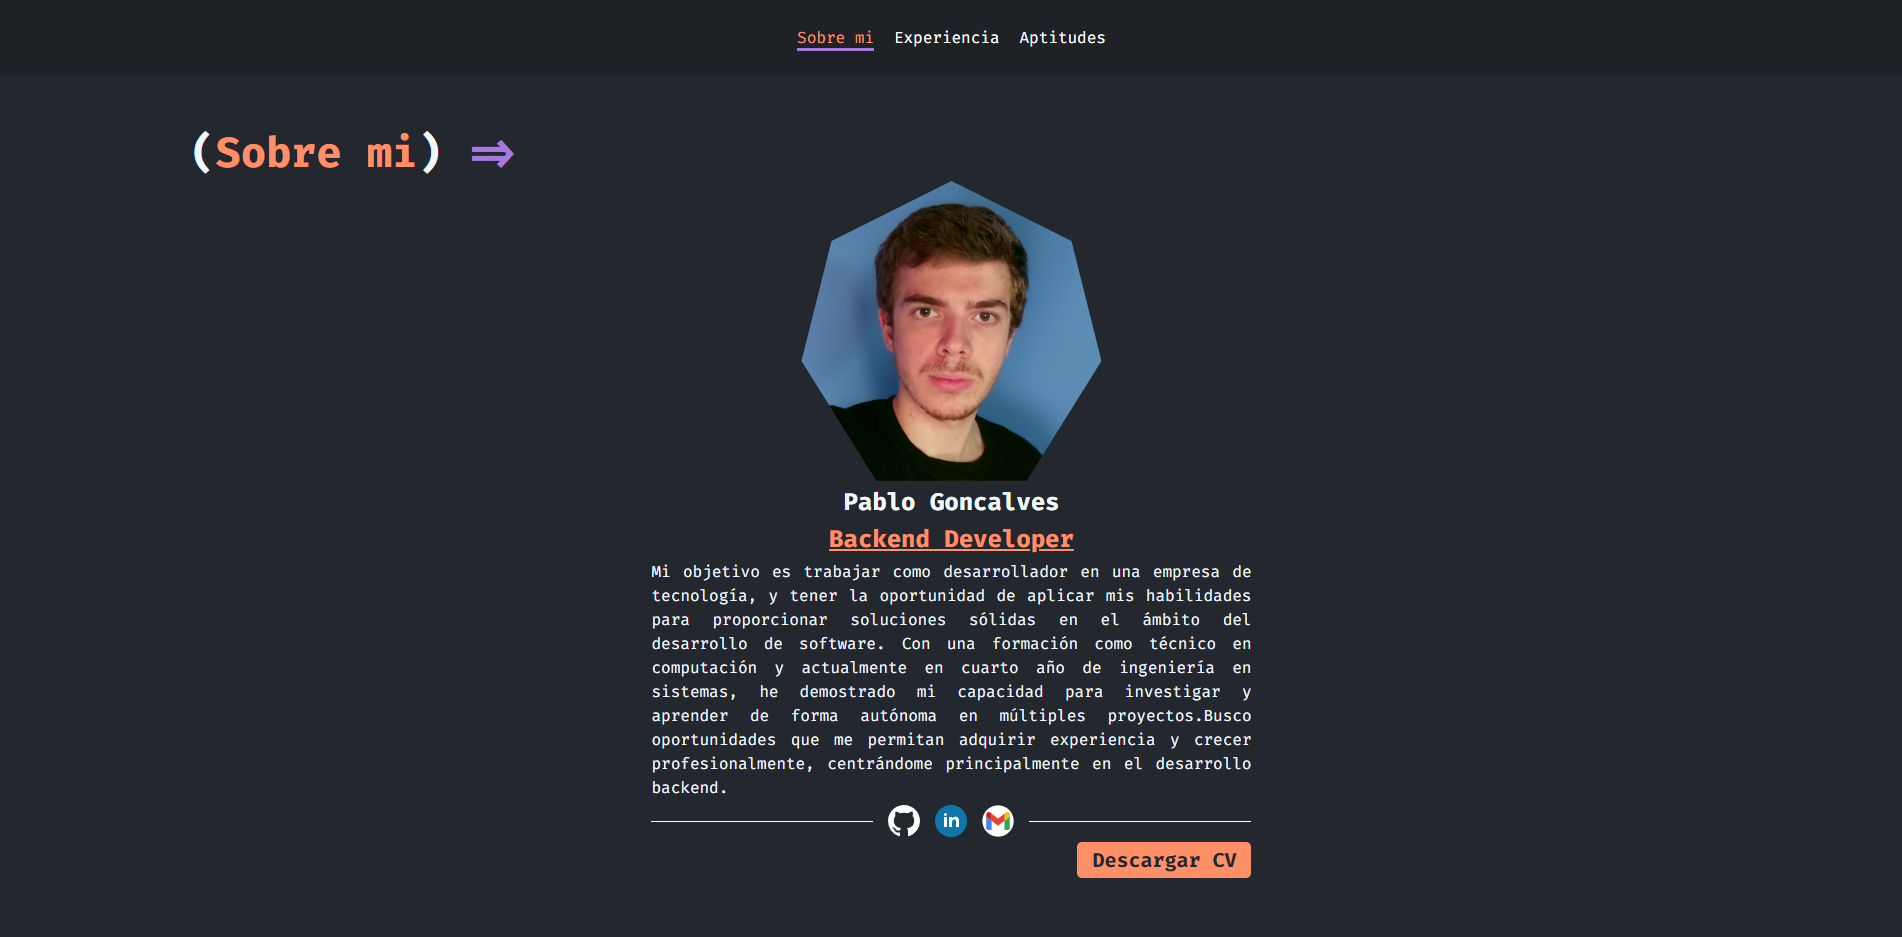 Sobre mi Experiencia Aptitudes
(Sobre mi) ⇒
Pablo Goncalves
Backend Developer
Mi objetivo es trabajar como desarrollador en una empresa de
tecnología, y tener la oportunidad de aplicar mis habilidades
para proporcionar soluciones sólidas en el ámbito del
desarrollo de software. Con una formación como técnico en
computación y actualmente en cuarto año de ingeniería en
sistemas, he demostrado mi capacidad para investigar y
aprender de forma autónoma en múltiples proyectos.Busco
oportunidades que me permitan adquirir experiencia y crecer
profesionalmente, centrándome principalmente en el desarrollo
backend.
in
Descargar CV